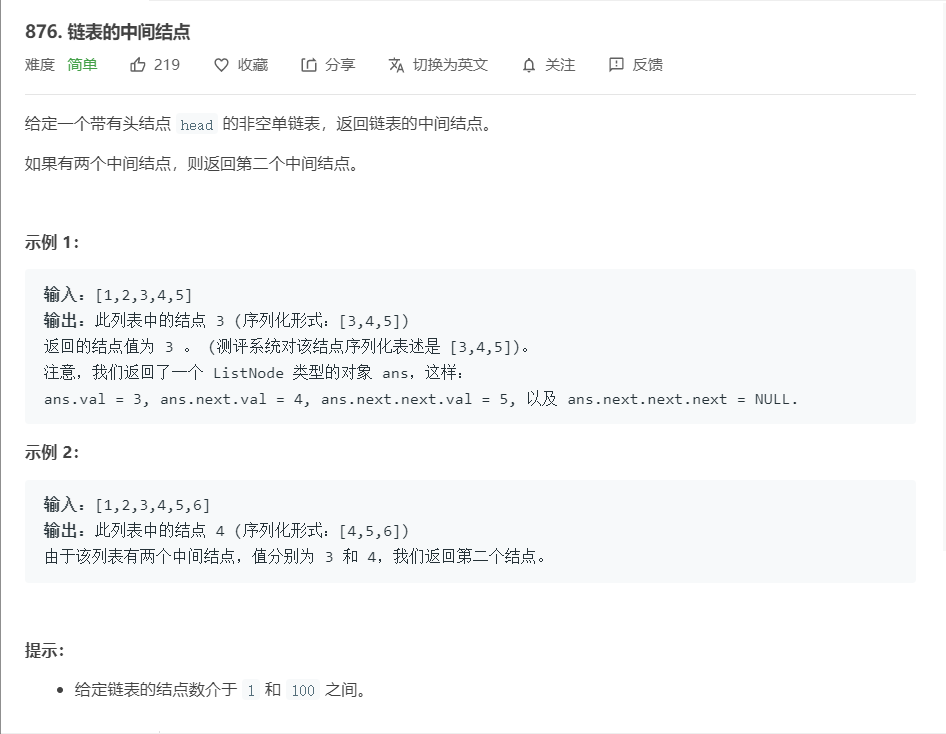 876. 链表的中间结点
难度 简单 219 收藏 分享 切换为英文 关注 反馈
给定一个带有头结点 head 的非空单链表，返回链表的中间结点。
如果有两个中间结点，则返回第二个中间结点。
示例 1：
输入：[1,2,3,4,5]
输出：此列表中的结点 3 (序列化形式：[3,4,5])
返回的结点值为 3 。 (测评系统对该结点序列化表述是 [3,4,5])。
注意，我们返回了一个 ListNode 类型的对象 ans，这样：
ans.val = 3, ans.next.val = 4, ans.next.next.val = 5, 以及 ans.next.next.next = NULL.
示例 2：
输入：[1,2,3,4,5,6]
输出：此列表中的结点 4 (序列化形式：[4,5,6])
由于该列表有两个中间结点，值分别为 3 和 4，我们返回第二个结点。
提示：
• 给定链表的结点数介于 1 和 100 之间。